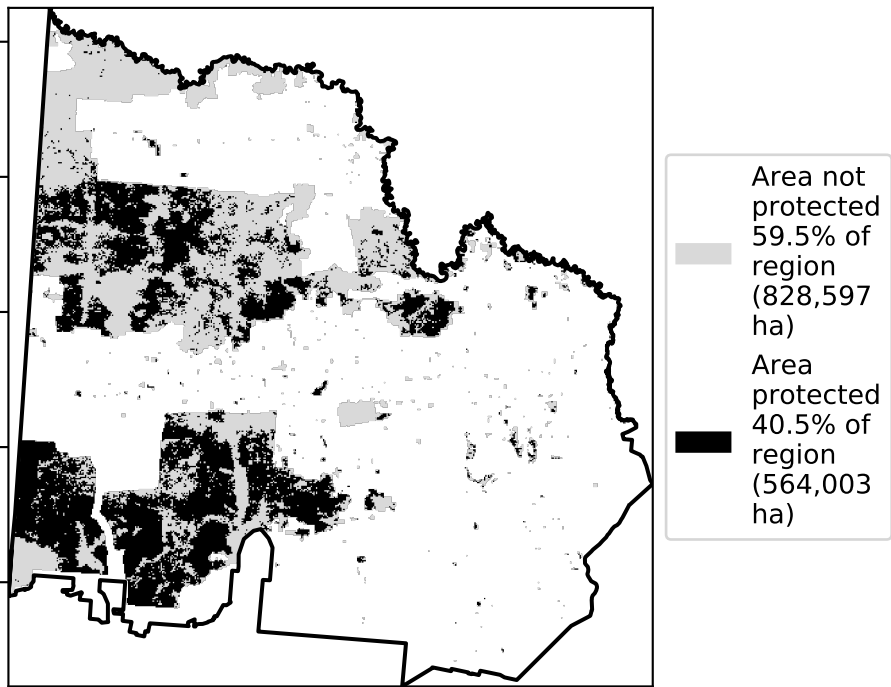 Area not
protected
59.5% of
region
(828,597
ha)
Area
protected
40.5% of
region
(564,003
ha)